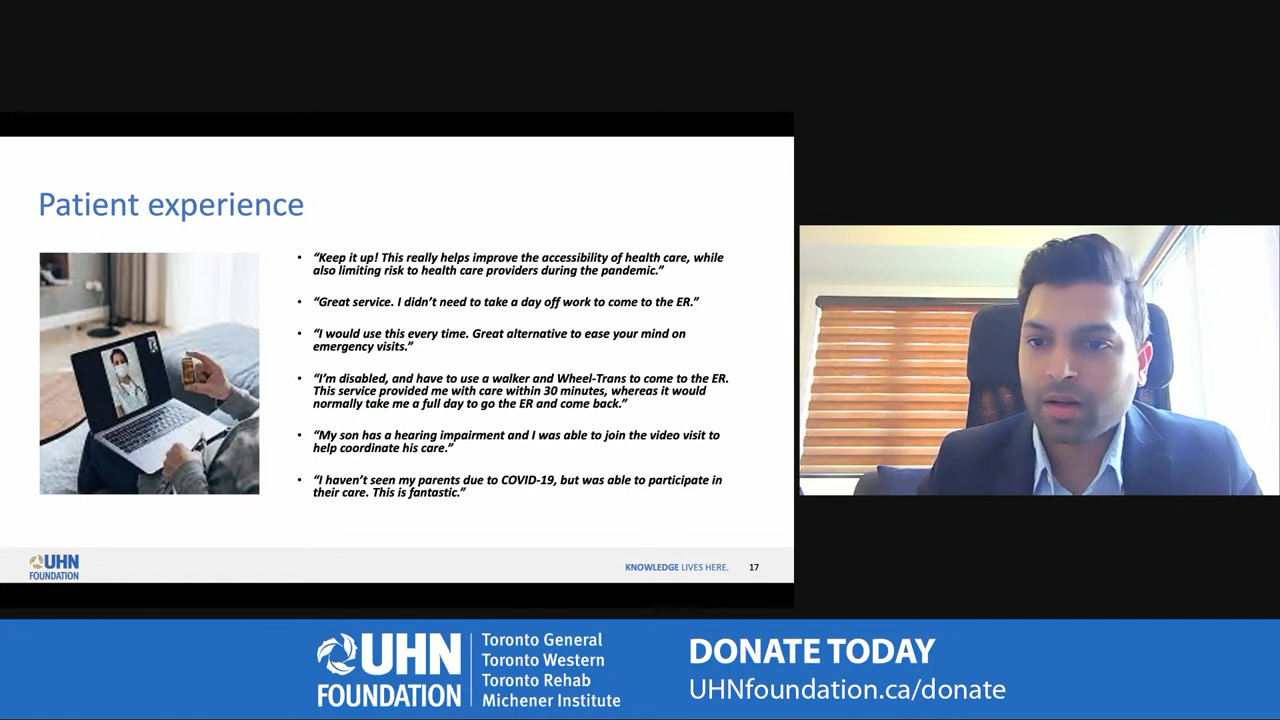 Patient experience
• “Keep it up! This really helps improve the accessibility of health care, while
also limiting risk to health care providers during the pandemic.”
• “Great service. I didn’t need to take a day off work to come to the ER.”
• “I would use this every time. Great alternative to ease your mind on
emergency visits.”
• “I’m disabled, and have to use a walker and Wheel-Trans to come to the ER.
This service provided me with care within 30 minutes, whereas it would
normally take me a full day to go the ER and come back.”
• “My son has a hearing impairment and I was able to join the video visit to
help coordinate his care.”
• “I haven’t seen my parents due to COVID-19, but was able to participate in
their care. This is fantastic.”
UHN
FOUNDATION
KNOWLEDGE LIVES HERE. 17
UHN
FOUNDATION
Toronto General
Toronto Western
Toronto Rehab
Michener Institute
DONATE TODAY
UHNfoundation.ca/donate